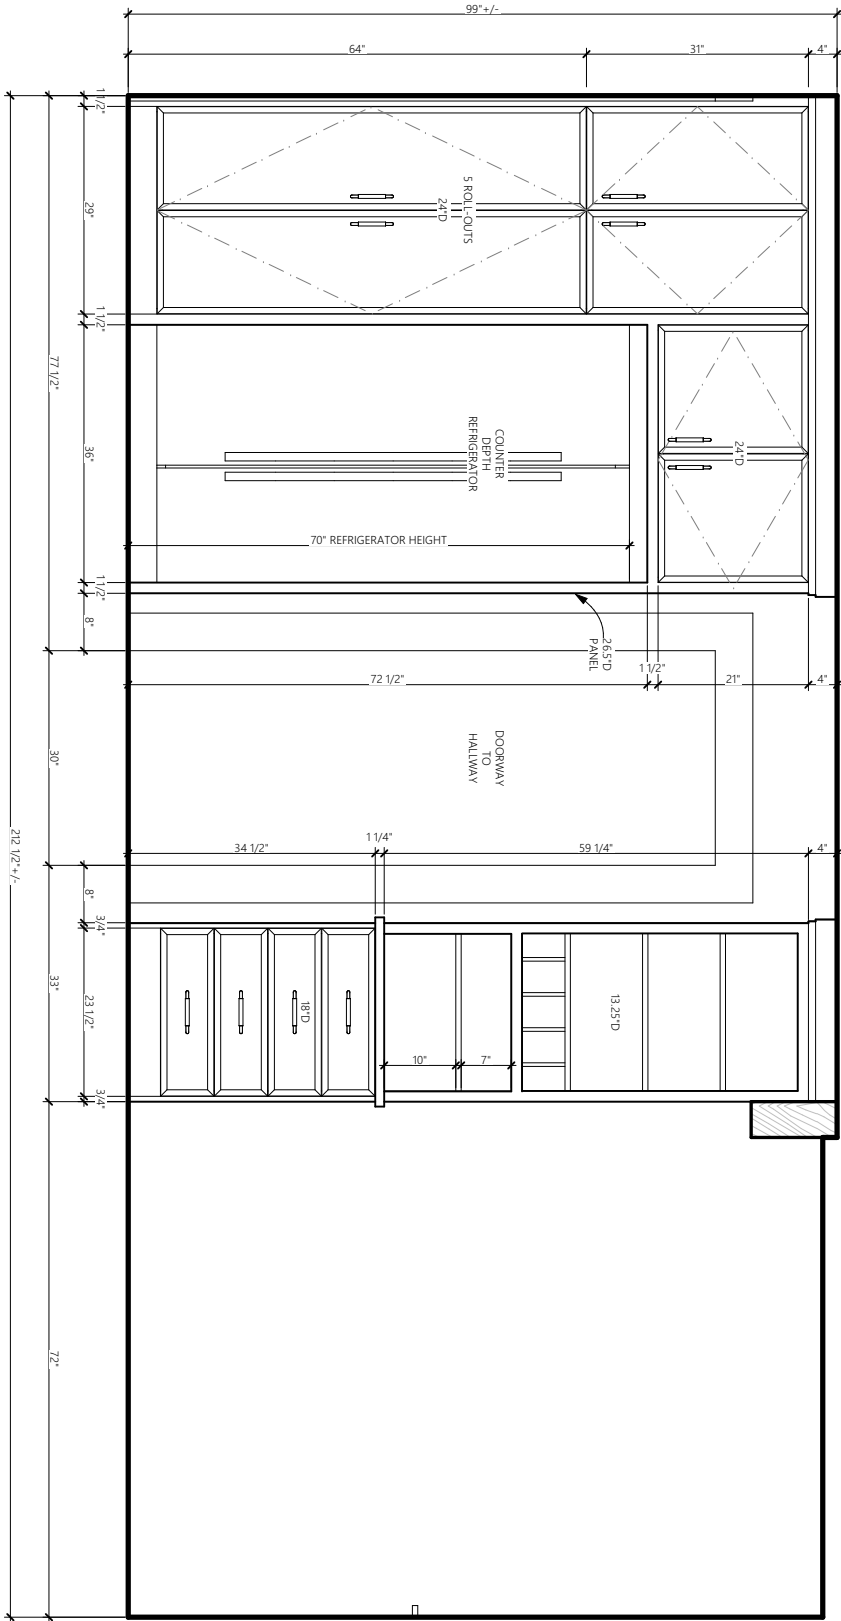 99"+/-
64"
31"
4"
1 1/2"
29"
1 1/2"
36"
1 1/2"
8"
77 1/2"
30"
212 1/2"+/-
8"
3/4"
33"
23 1/2"
3/4"
72"
5 ROLL-OUTS
24"D
24"D
COUNTER
DEPTH
REFRIGERATOR
70" REFRIGERATOR HEIGHT
26.5"D
PANEL
72 1/2"
1 1/2"
21"
4"
DOORWAY
TO
HALLWAY
34 1/2"
1 1/4"
59 1/4"
4"
18"D
13.25"D
10"
7"